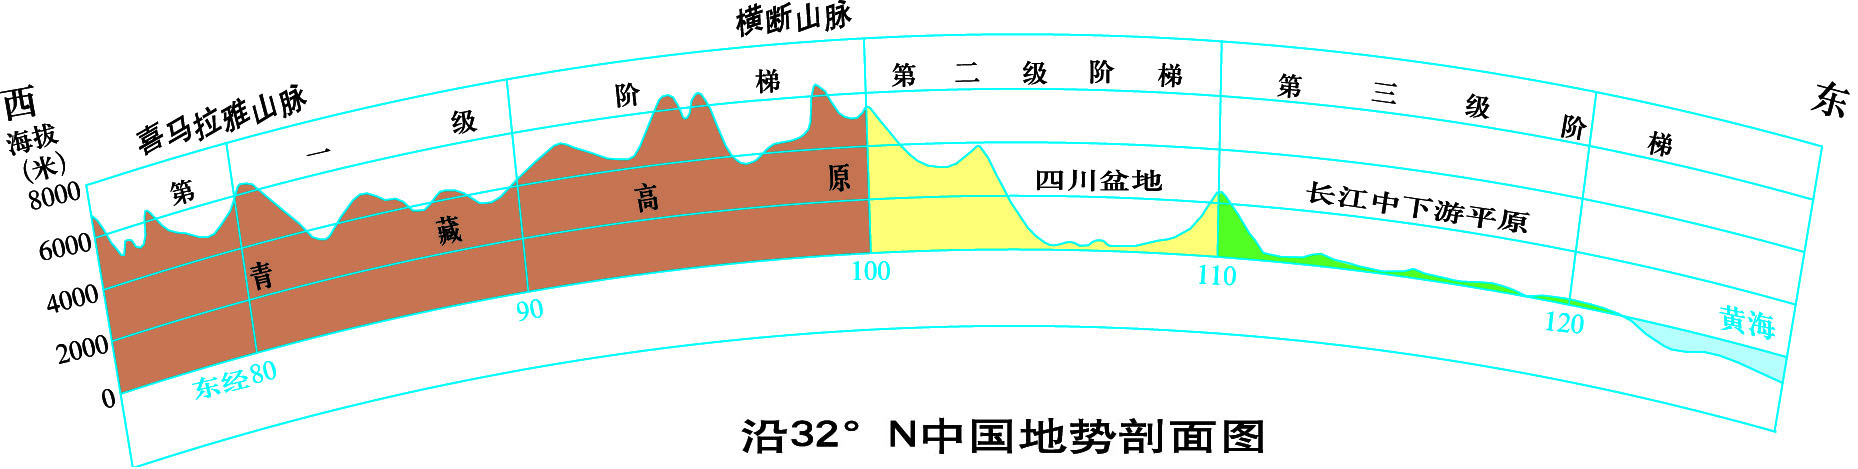 横断山脉
喜马拉雅山脉
西
东
海拔
(米)
8000
6000
4000
2000
0
第一级阶梯
第二级阶梯
第三级阶梯
青藏高原
四川盆地
长江中下游平原
黄海
东经80
90
100
110
120
沿32° N中国地势剖面图